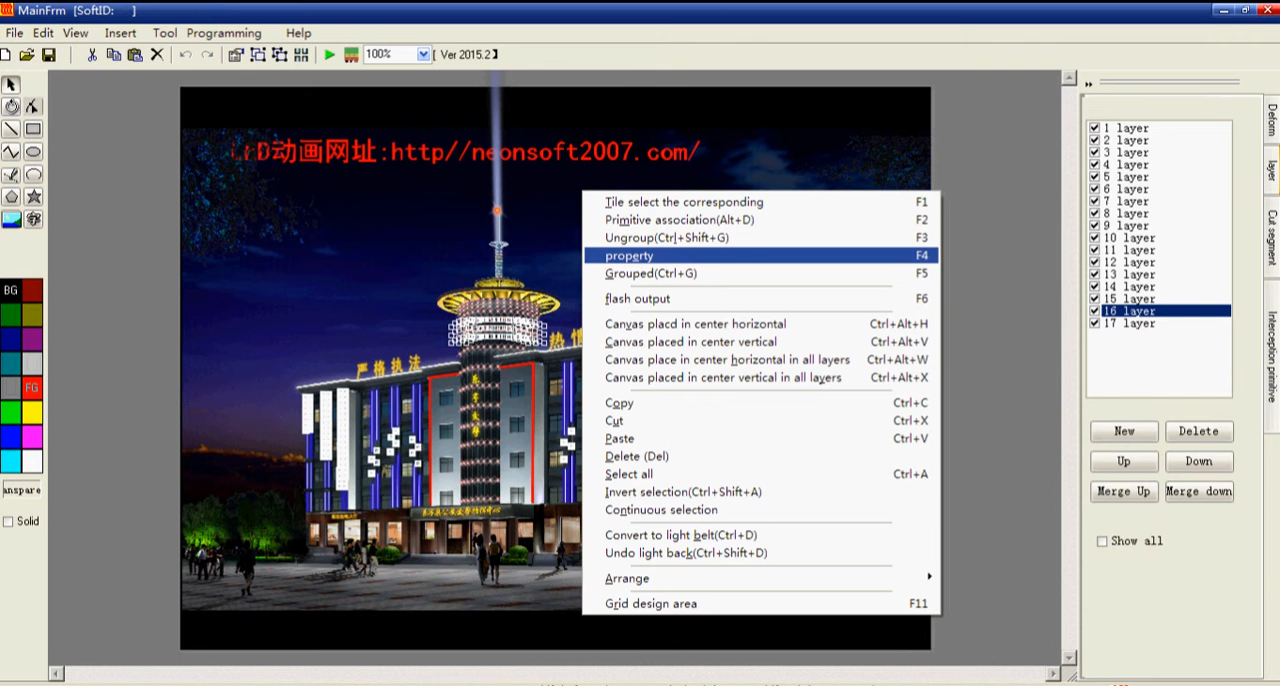 MainFrm [SoftID: ]
File Edit View Insert Tool Programming Help
100% [ Ver 2015.2 】
动画网址:http//neonsoft2007.com/
严格执法
热情
Tile select the corresponding F1
Primitive association(Alt+D) F2
Ungroup(Ctrl+Shift+G) F3
property F4
Grouped(Ctrl+G) F5
flash output F6
Canvas placd in center horizontal Ctrl+Alt+H
Canvas placed in center vertical Ctrl+Alt+V
Canvas place in center horizontal in all layers Ctrl+Alt+W
Canvas placed in center vertical in all layers Ctrl+Alt+X
Copy Ctrl+C
Cut Ctrl+X
Paste Ctrl+V
Delete (Del)
Select all Ctrl+A
Invert selection(Ctrl+Shift+A)
Continuous selection
Convert to light belt(Ctrl+D)
Undo light back(Ctrl+Shift+D)
Arrange
Grid design area F11
BG
FG
anspare
Solid
1 layer
2 layer
3 layer
4 layer
5 layer
6 layer
7 layer
8 layer
9 layer
10 layer
11 layer
12 layer
13 layer
14 layer
15 layer
16 layer
17 layer
New Delete
Up Down
Merge Up Merge down
Show all
Deform
layer
Cut segment
Interception primitive